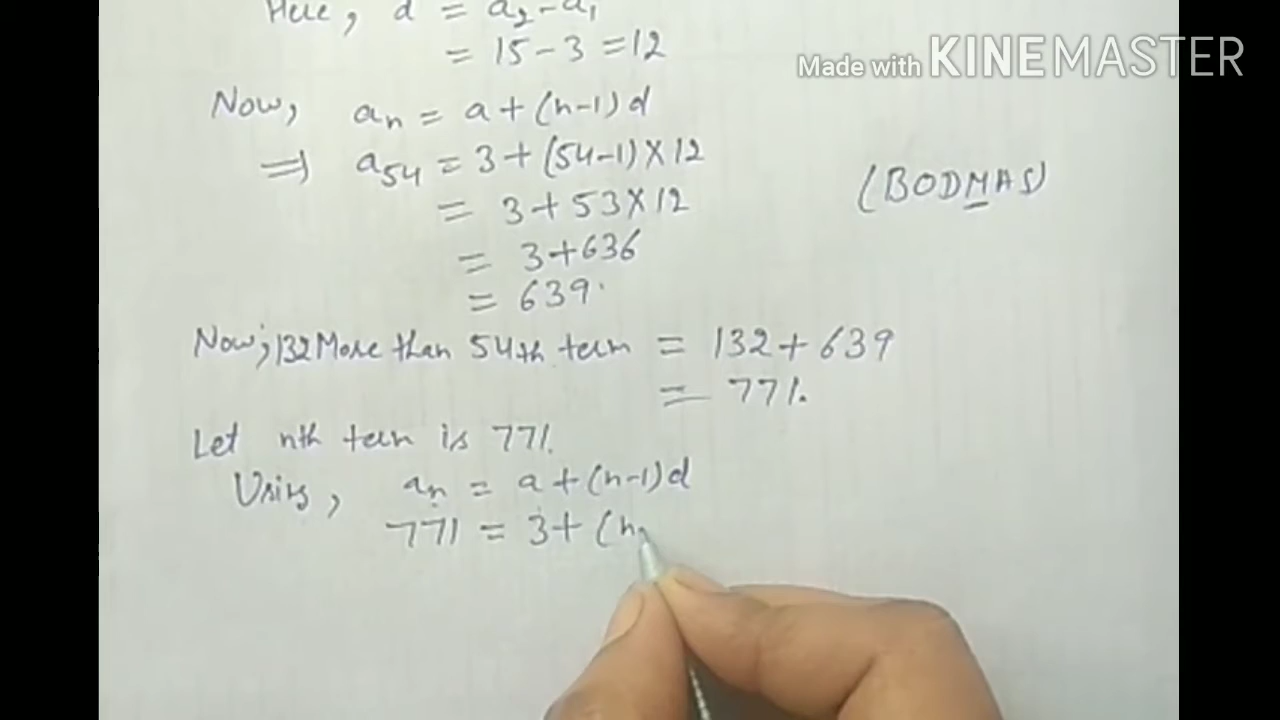 Here, d = a₂-a₁
= 15-3 =12
Made with KINEMASTER
Now, aₙ = a+(n-1)d
⇒ a₅₄ = 3+(54-1)×12
(BODMAS)
= 3+53×12
= 3+636
= 639.
Now; 132 More than 54th term = 132+639
= 771.
Let nth term is 771.
Using, aₙ = a+(n-1)d
771 = 3+(n-